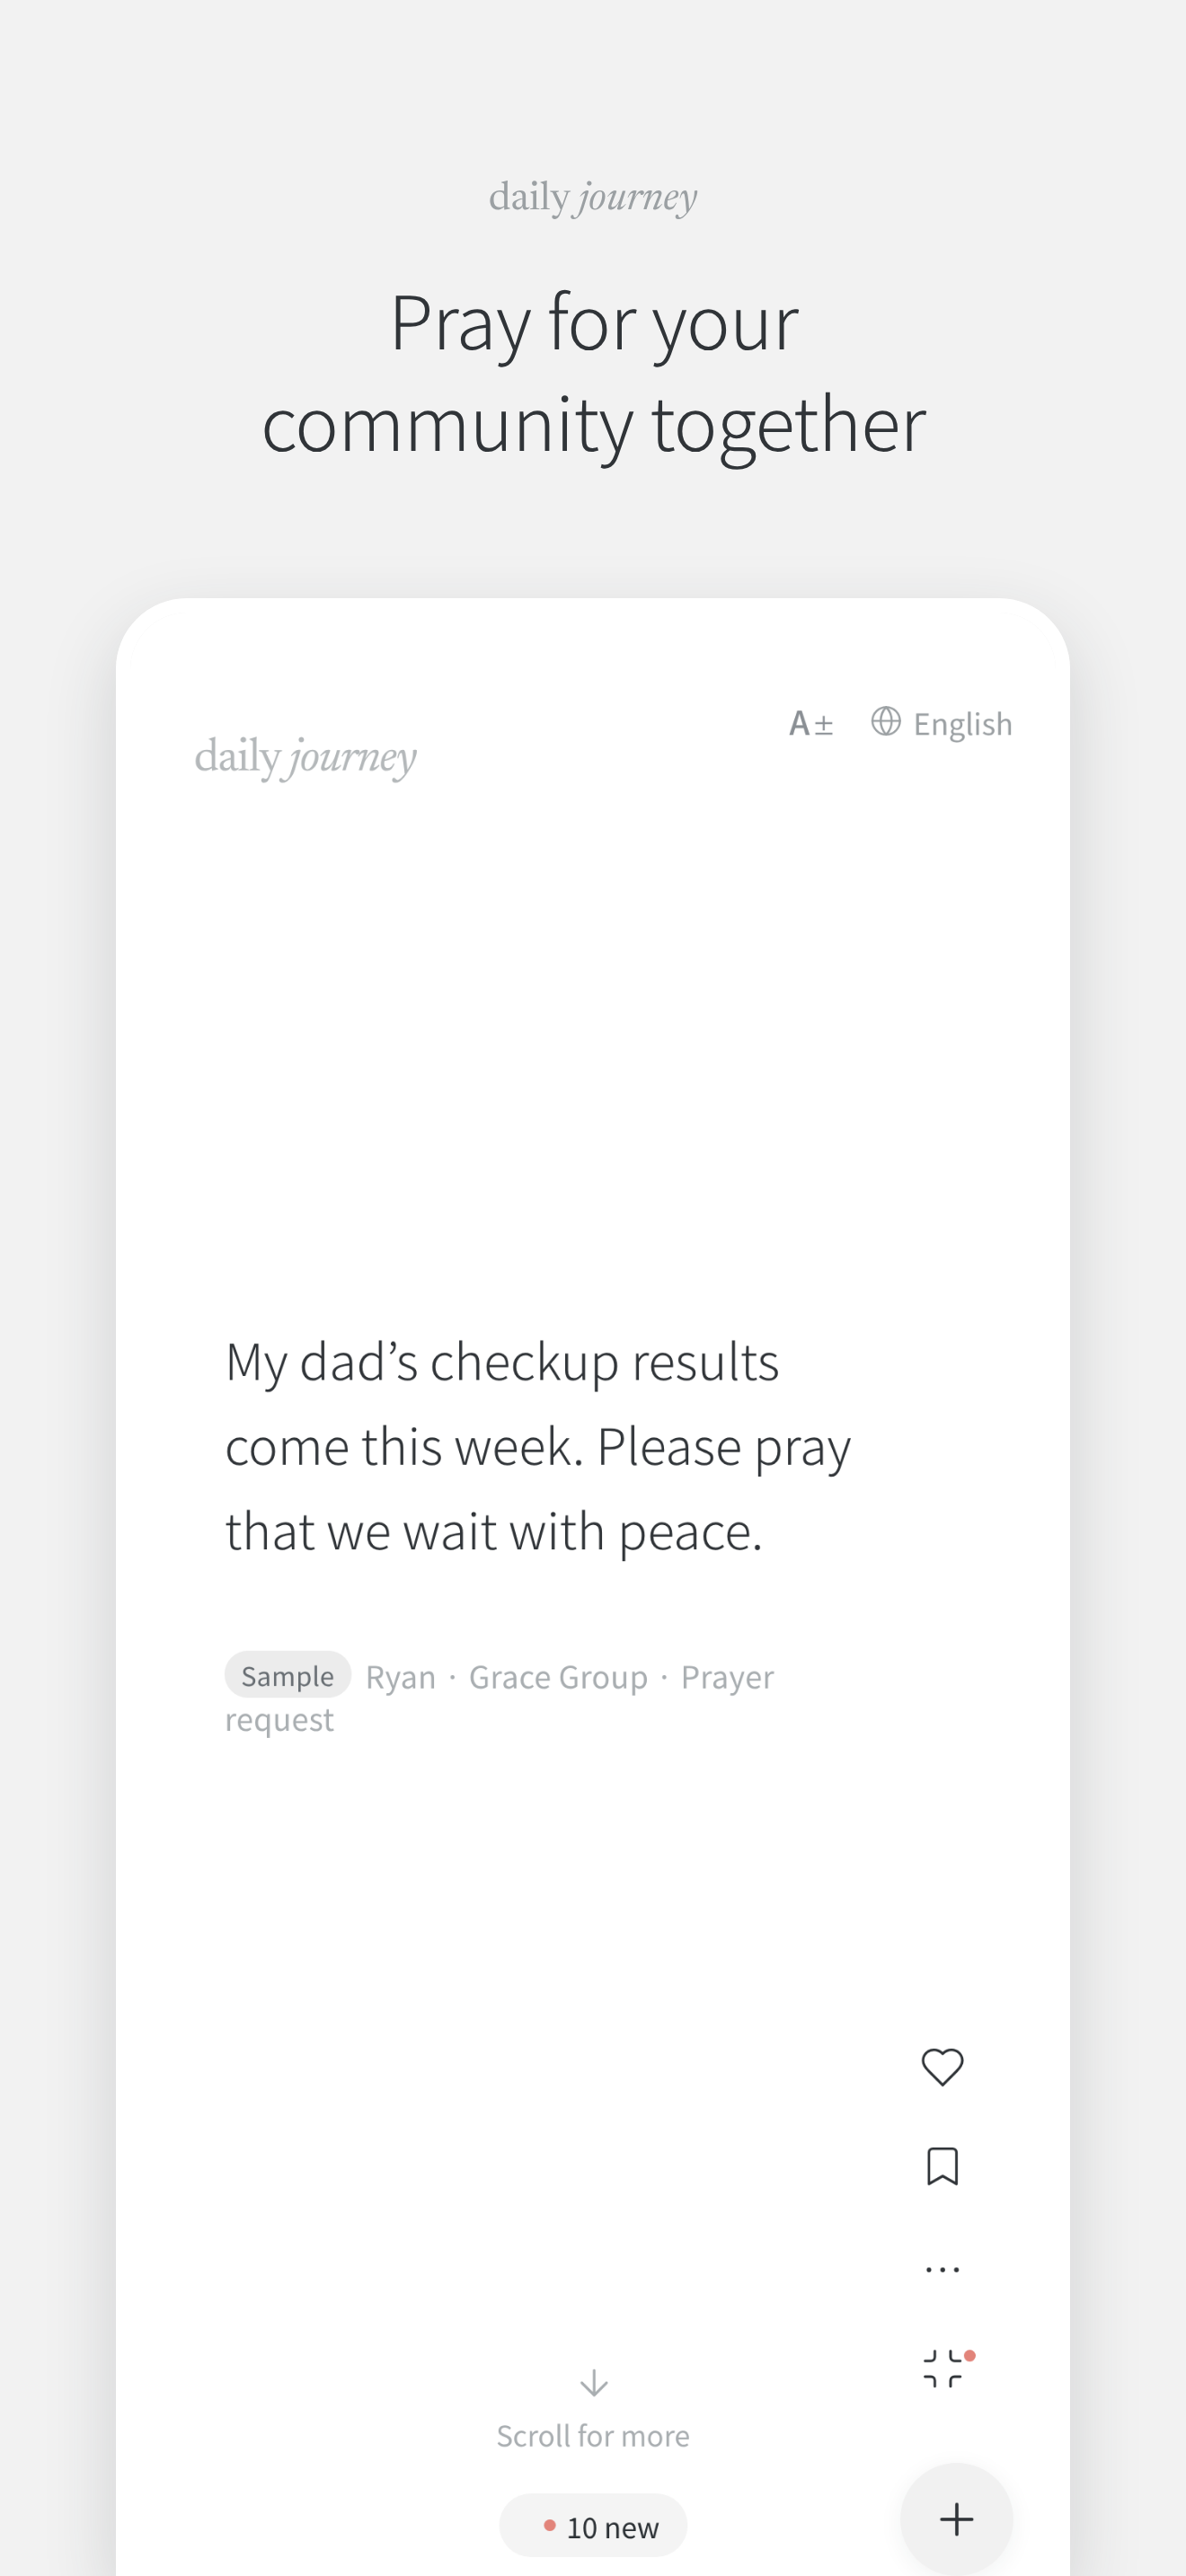 daily journey
Pray for your
community together
A± English
daily journey
My dad’s checkup results
come this week. Please pray
that we wait with peace.
Sample Ryan · Grace Group · Prayer
request
Scroll for more
10 new